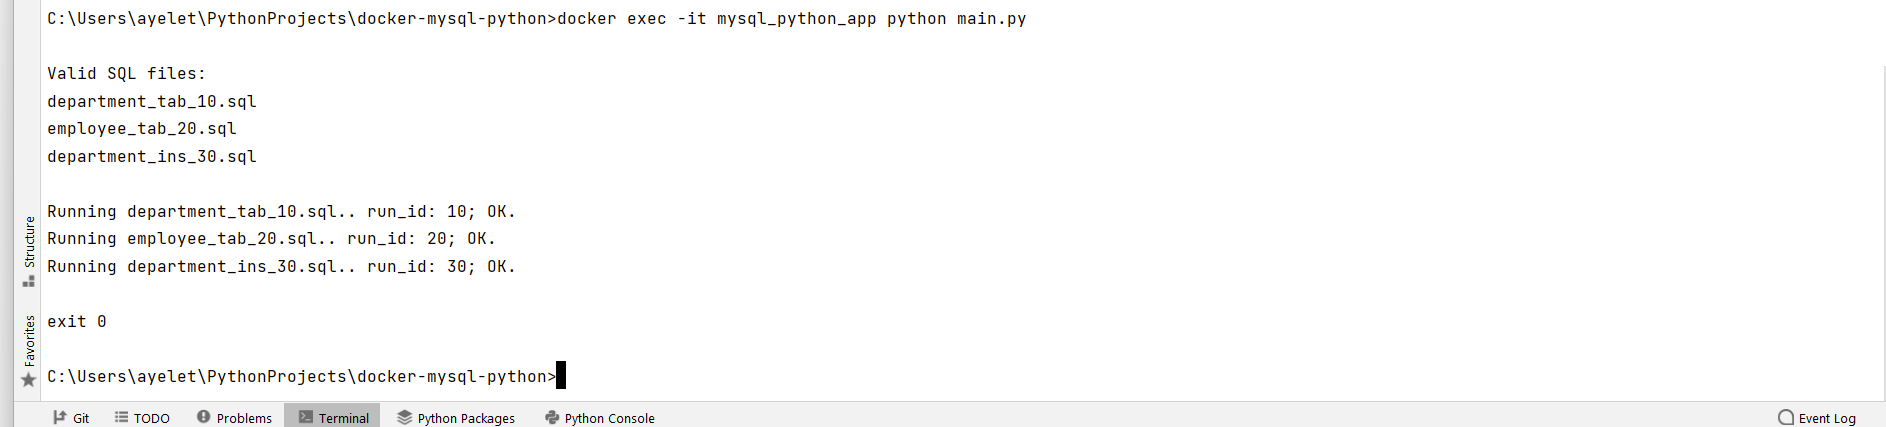 C:\Users\ayelet\PythonProjects\docker-mysql-python>docker exec -it mysql_python_app python main.py
Valid SQL files:
department_tab_10.sql
employee_tab_20.sql
department_ins_30.sql
Running department_tab_10.sql.. run_id: 10; OK.
Running employee_tab_20.sql.. run_id: 20; OK.
Running department_ins_30.sql.. run_id: 30; OK.
exit 0
C:\Users\ayelet\PythonProjects\docker-mysql-python>
Structure
Favorites
Git TODO Problems Terminal Python Packages Python Console Event Log